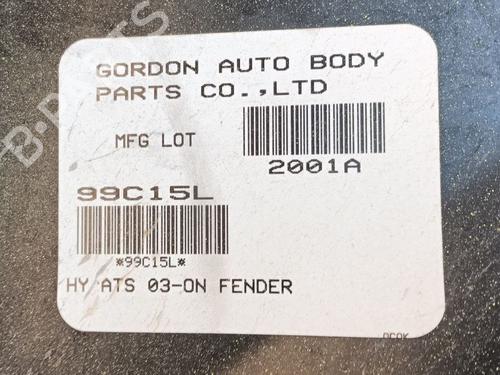 GORDON AUTO BODY
PARTS CO.,LTD
MFG LOT
2001A
99C15L
*99C15L*
HY ATS 03-ON FENDER